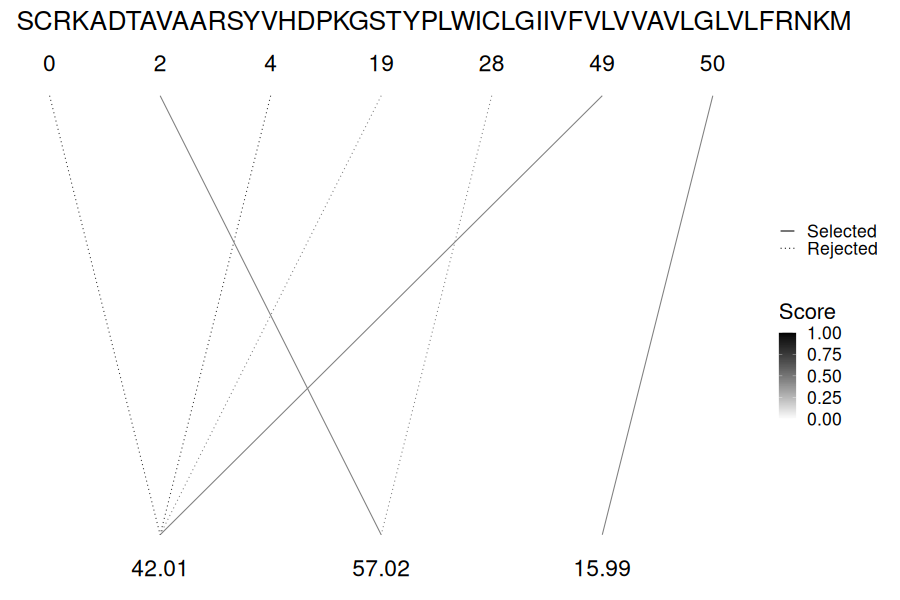 SCRKADTAVAARSYVHDPKGSTYPLWICLGIIVFVLVVAVLGLVLFRNKM
0 2 4 19 28 49 50
Selected
Rejected
Score
1.00
0.75
0.50
0.25
0.00
42.01 57.02 15.99